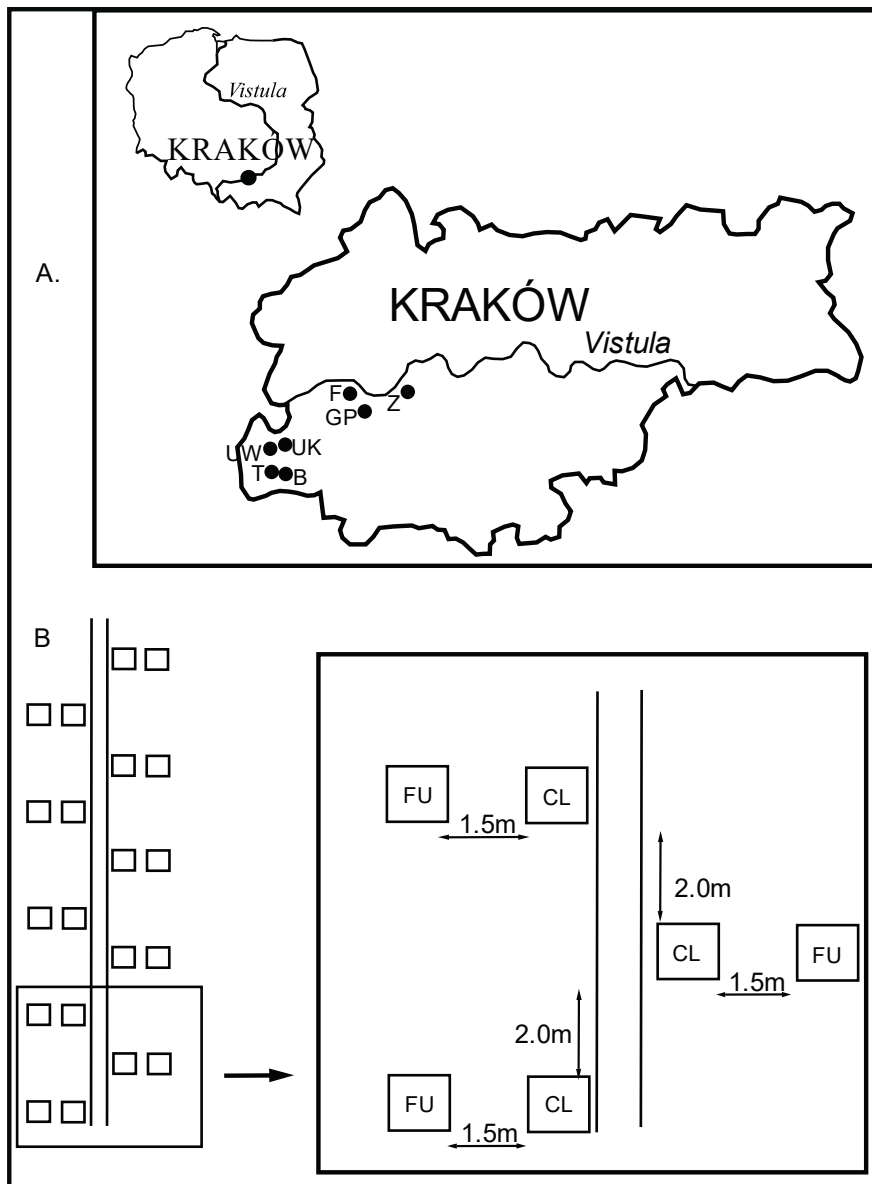 Vistula
KRAKÓW
A.
KRAKÓW
Vistula
F
Z
GP
UW
UK
T
B
B
FU
CL
1.5m
2.0m
CL
FU
1.5m
2.0m
FU
CL
1.5m